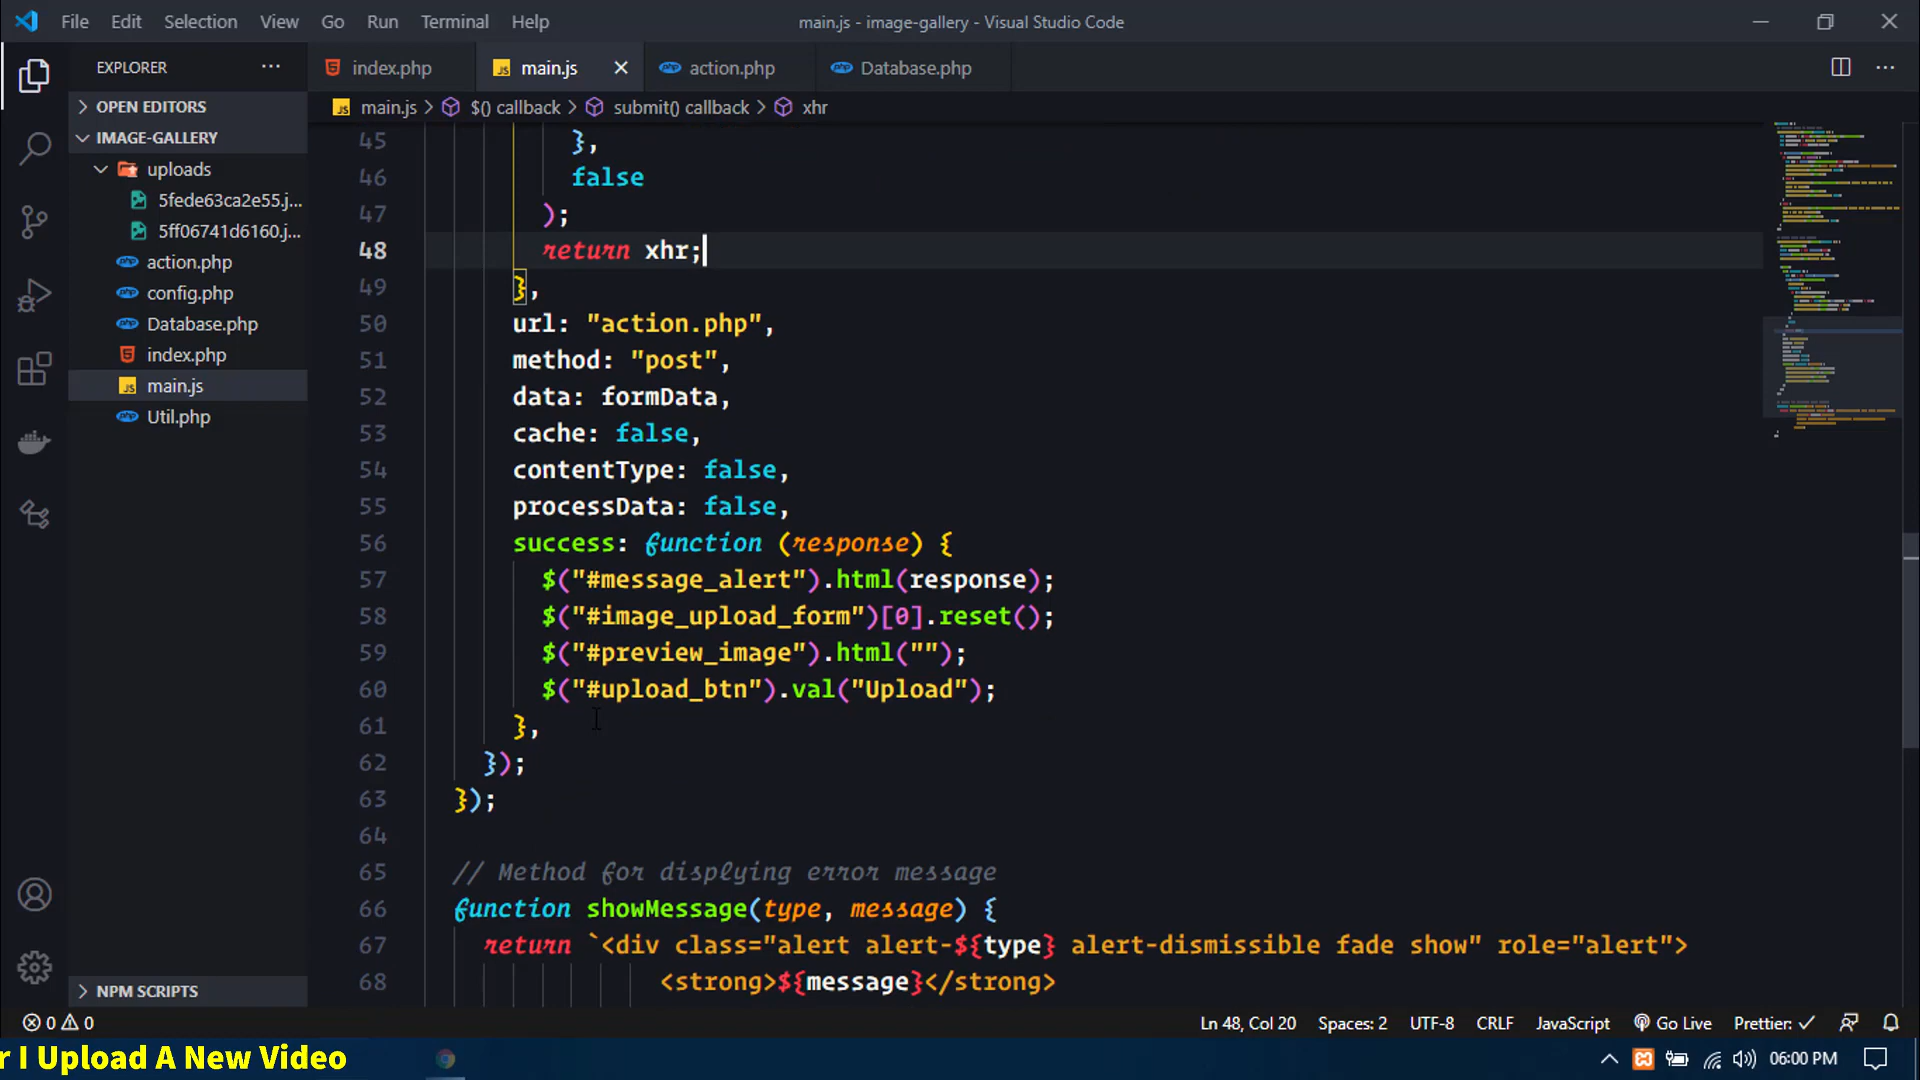 File Edit Selection View Go Run Terminal Help
main.js - image-gallery - Visual Studio Code
EXPLORER
index.php
main.js
action.php
Database.php
OPEN EDITORS
main.js > $() callback > submit() callback > xhr
IMAGE-GALLERY
uploads
5fede63ca2e55.j...
5ff06741d6160.j...
action.php
config.php
Database.php
index.php
main.js
Util.php
NPM SCRIPTS
45 },
46 false
47 );
48 return xhr;
49 },
50 url: "action.php",
51 method: "post",
52 data: formData,
53 cache: false,
54 contentType: false,
55 processData: false,
56 success: function (response) {
57 $("#message_alert").html(response);
58 $("#image_upload_form")[0].reset();
59 $("#preview_image").html("");
60 $("#upload_btn").val("Upload");
61 },
62 });
63 });
64
65 // Method for displying error message
66 function showMessage(type, message) {
67 return `<div class="alert alert-${type} alert-dismissible fade show" role="alert">
68 <strong>${message}</strong>
0 0
Ln 48, Col 20 Spaces: 2 UTF-8 CRLF JavaScript Go Live Prettier: ✓
r I Upload A New Video
06:00 PM